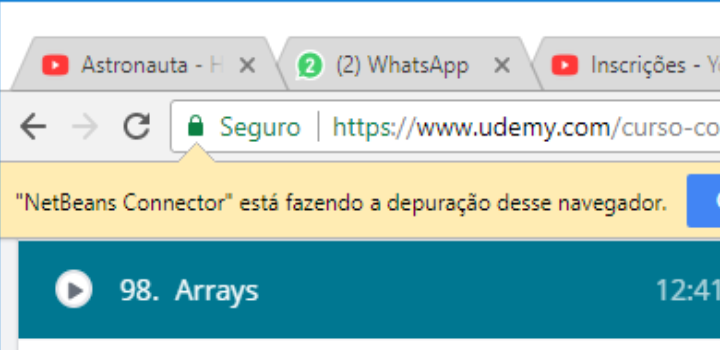 Astronauta - H
2 (2) WhatsApp
Inscrições - Y
Seguro https://www.udemy.com/curso-co
"NetBeans Connector" está fazendo a depuração desse navegador.
98. Arrays 12:41